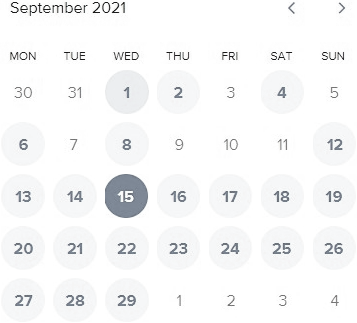 September 2021
MON TUE WED THU FRI SAT SUN
30 31 1 2 3 4 5
6 7 8 9 10 11 12
13 14 15 16 17 18 19
20 21 22 23 24 25 26
27 28 29 1 2 3 4